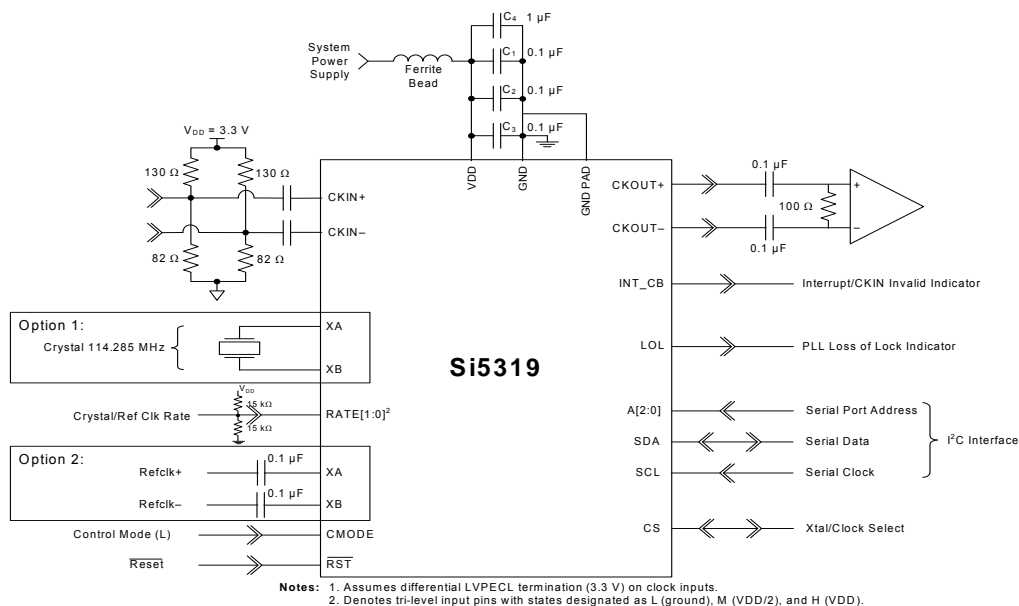 C4 1 µF
System
Power
Supply
Ferrite
Bead
C1 0.1 µF
C2 0.1 µF
C3 0.1 µF
VDD = 3.3 V
130 Ω 130 Ω
82 Ω 82 Ω
VDD
GND
GND PAD
CKIN+
CKIN–
CKOUT+
CKOUT–
0.1 µF
100 Ω
+
–
0.1 µF
INT_CB
Interrupt/CKIN Invalid Indicator
Option 1:
Crystal 114.285 MHz
XA
XB
Si5319
LOL
PLL Loss of Lock Indicator
VDD
15 kΩ
15 kΩ
Crystal/Ref Clk Rate
RATE[1:0]2
A[2:0]
Serial Port Address
SDA
Serial Data
I2C Interface
SCL
Serial Clock
Option 2:
Refclk+
0.1 µF
XA
Refclk–
0.1 µF
XB
CS
Xtal/Clock Select
Control Mode (L)
CMODE
Reset
RST
Notes: 1. Assumes differential LVPECL termination (3.3 V) on clock inputs.
2. Denotes tri-level input pins with states designated as L (ground), M (VDD/2), and H (VDD).